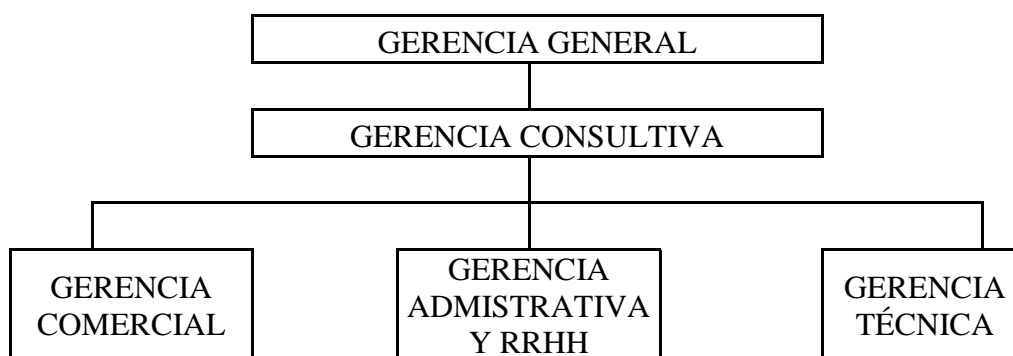 GERENCIA GENERAL
GERENCIA CONSULTIVA
GERENCIA
COMERCIAL
GERENCIA
ADMISTRATIVA
Y RRHH
GERENCIA
TÉCNICA